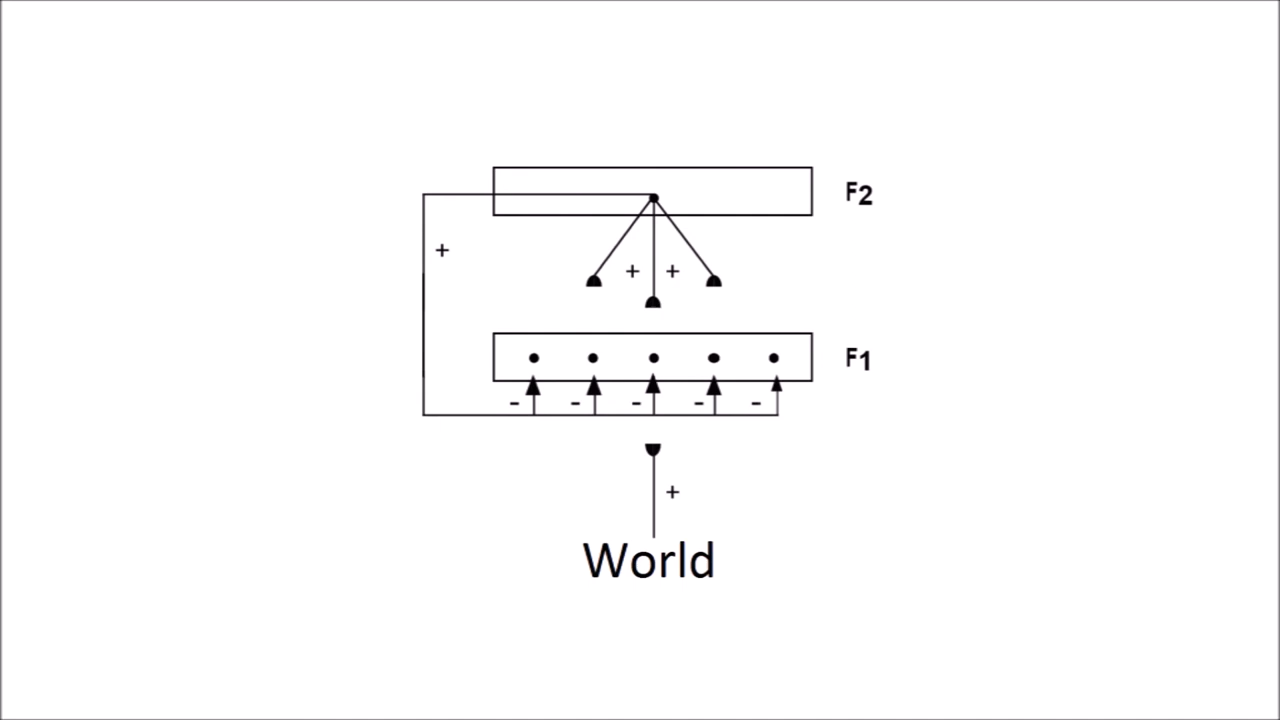 F2
+
+ +
F1
- - - - -
+
World